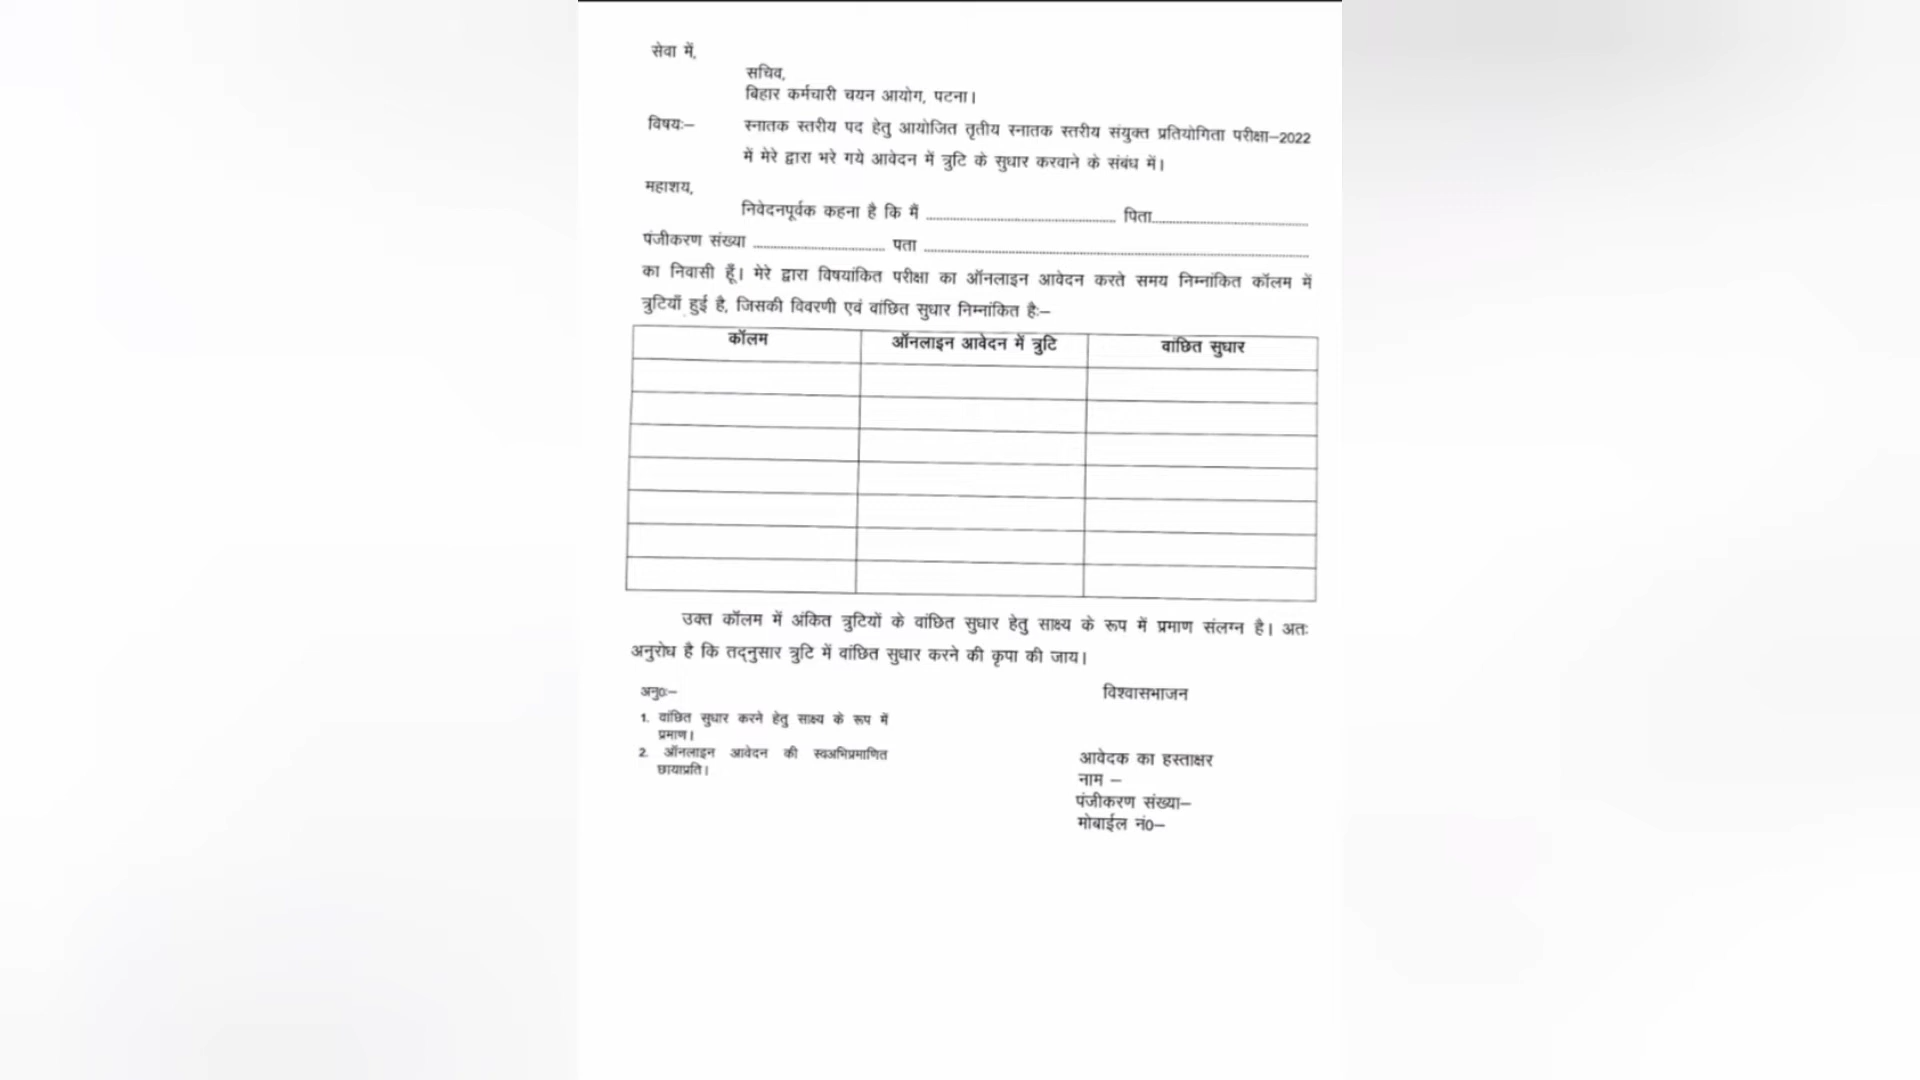 सेवा में,
सचिव,
बिहार कर्मचारी चयन आयोग, पटना।
विषयः– स्नातक स्तरीय पद हेतु आयोजित तृतीय स्नातक स्तरीय संयुक्त प्रतियोगिता परीक्षा–2022
में मेरे द्वारा भरे गये आवेदन में त्रुटि के सुधार करवाने के संबंध में।
महाशय,
निवेदनपूर्वक कहना है कि मैं .................................................. पिता..........................................
पंजीकरण संख्या .................................... पता ..........................................................................................
का निवासी हूँ। मेरे द्वारा विषयांकित परीक्षा का ऑनलाइन आवेदन करते समय निम्नांकित कॉलम में
त्रुटियाँ हुई है, जिसकी विवरणी एवं वांछित सुधार निम्नांकित हैः–
कॉलम ऑनलाइन आवेदन में त्रुटि वांछित सुधार
उक्त कॉलम में अंकित त्रुटियों के वांछित सुधार हेतु साक्ष्य के रूप में प्रमाण संलग्न है। अतः
अनुरोध है कि तद्नुसार त्रुटि में वांछित सुधार करने की कृपा की जाय।
अनु0ः– विश्वासभाजन
1. वांछित सुधार करने हेतु साक्ष्य के रूप में
प्रमाण।
2. ऑनलाइन आवेदन की स्वअभिप्रमाणित
छायाप्रति।
आवेदक का हस्ताक्षर
नाम –
पंजीकरण संख्या–
मोबाईल नं0–